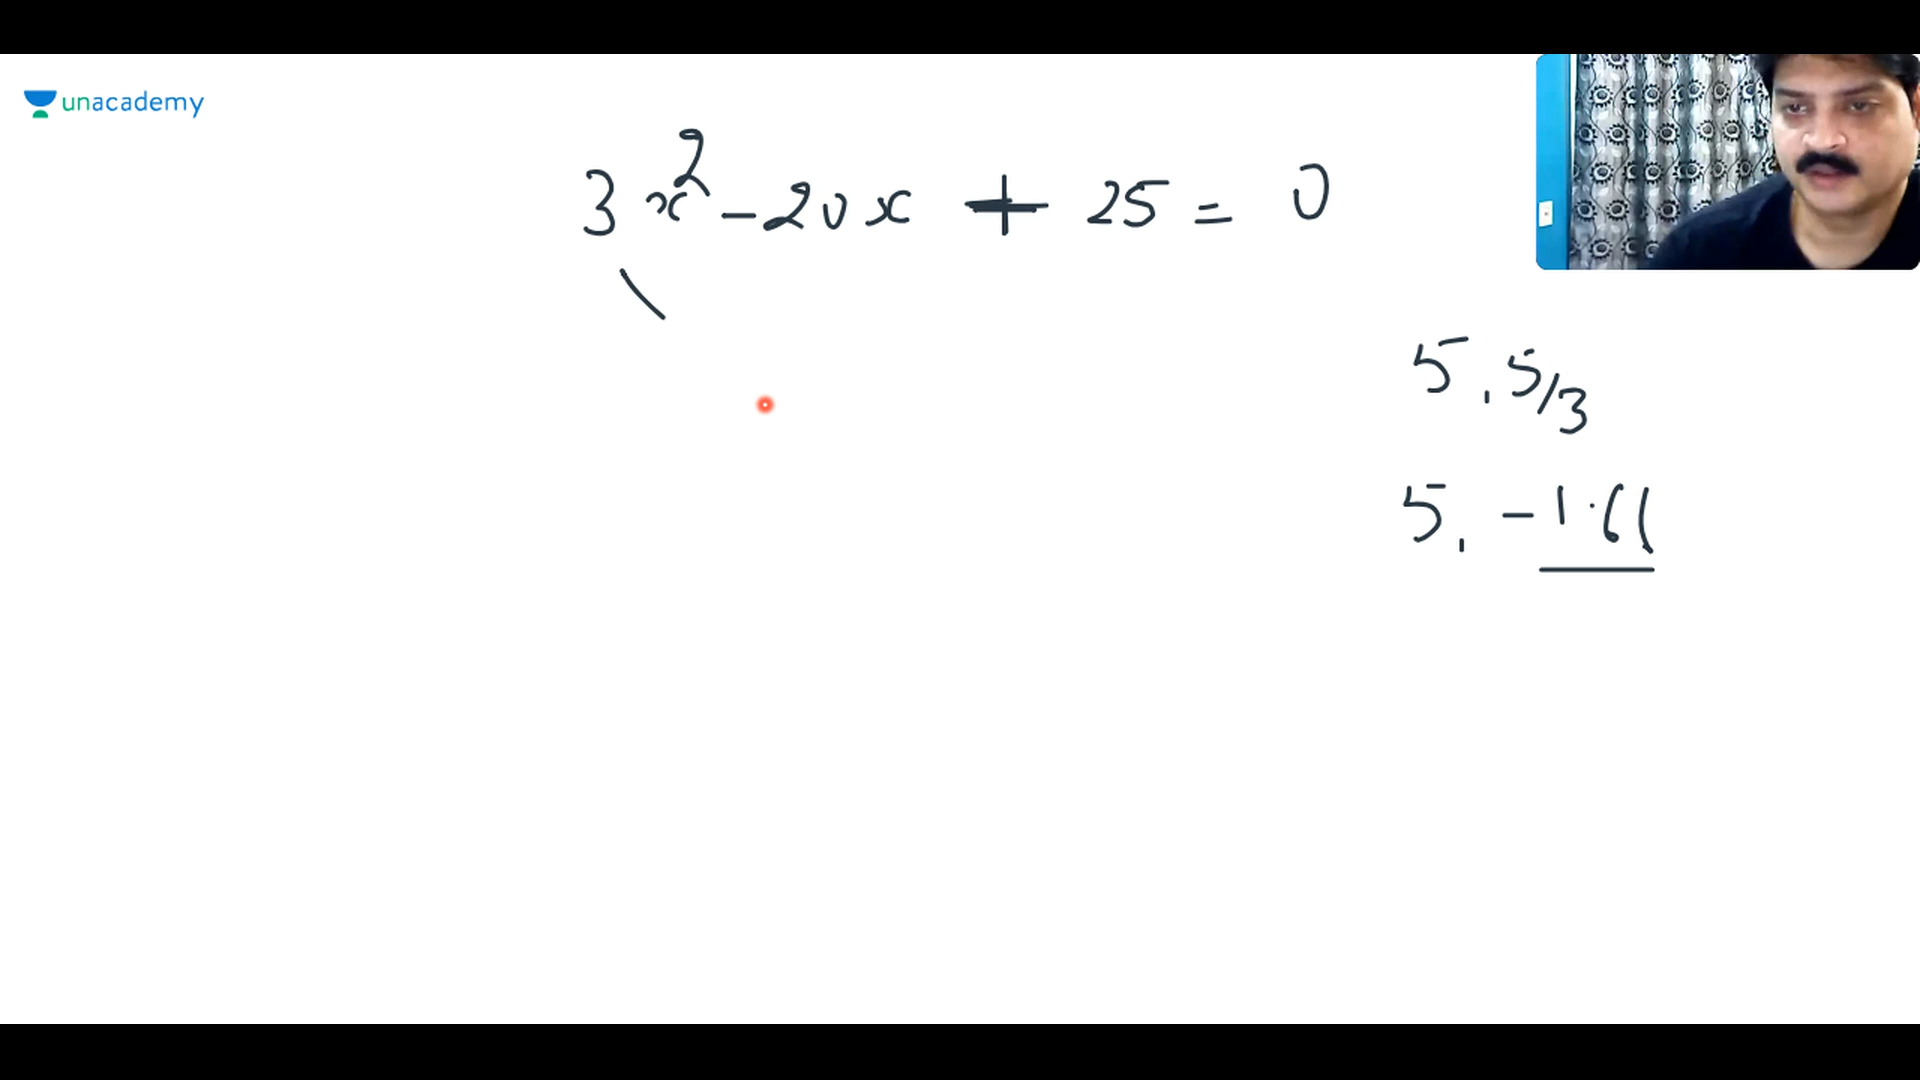 unacademy
3x² - 20x + 25 = 0
5, 5/3
5, -1.61